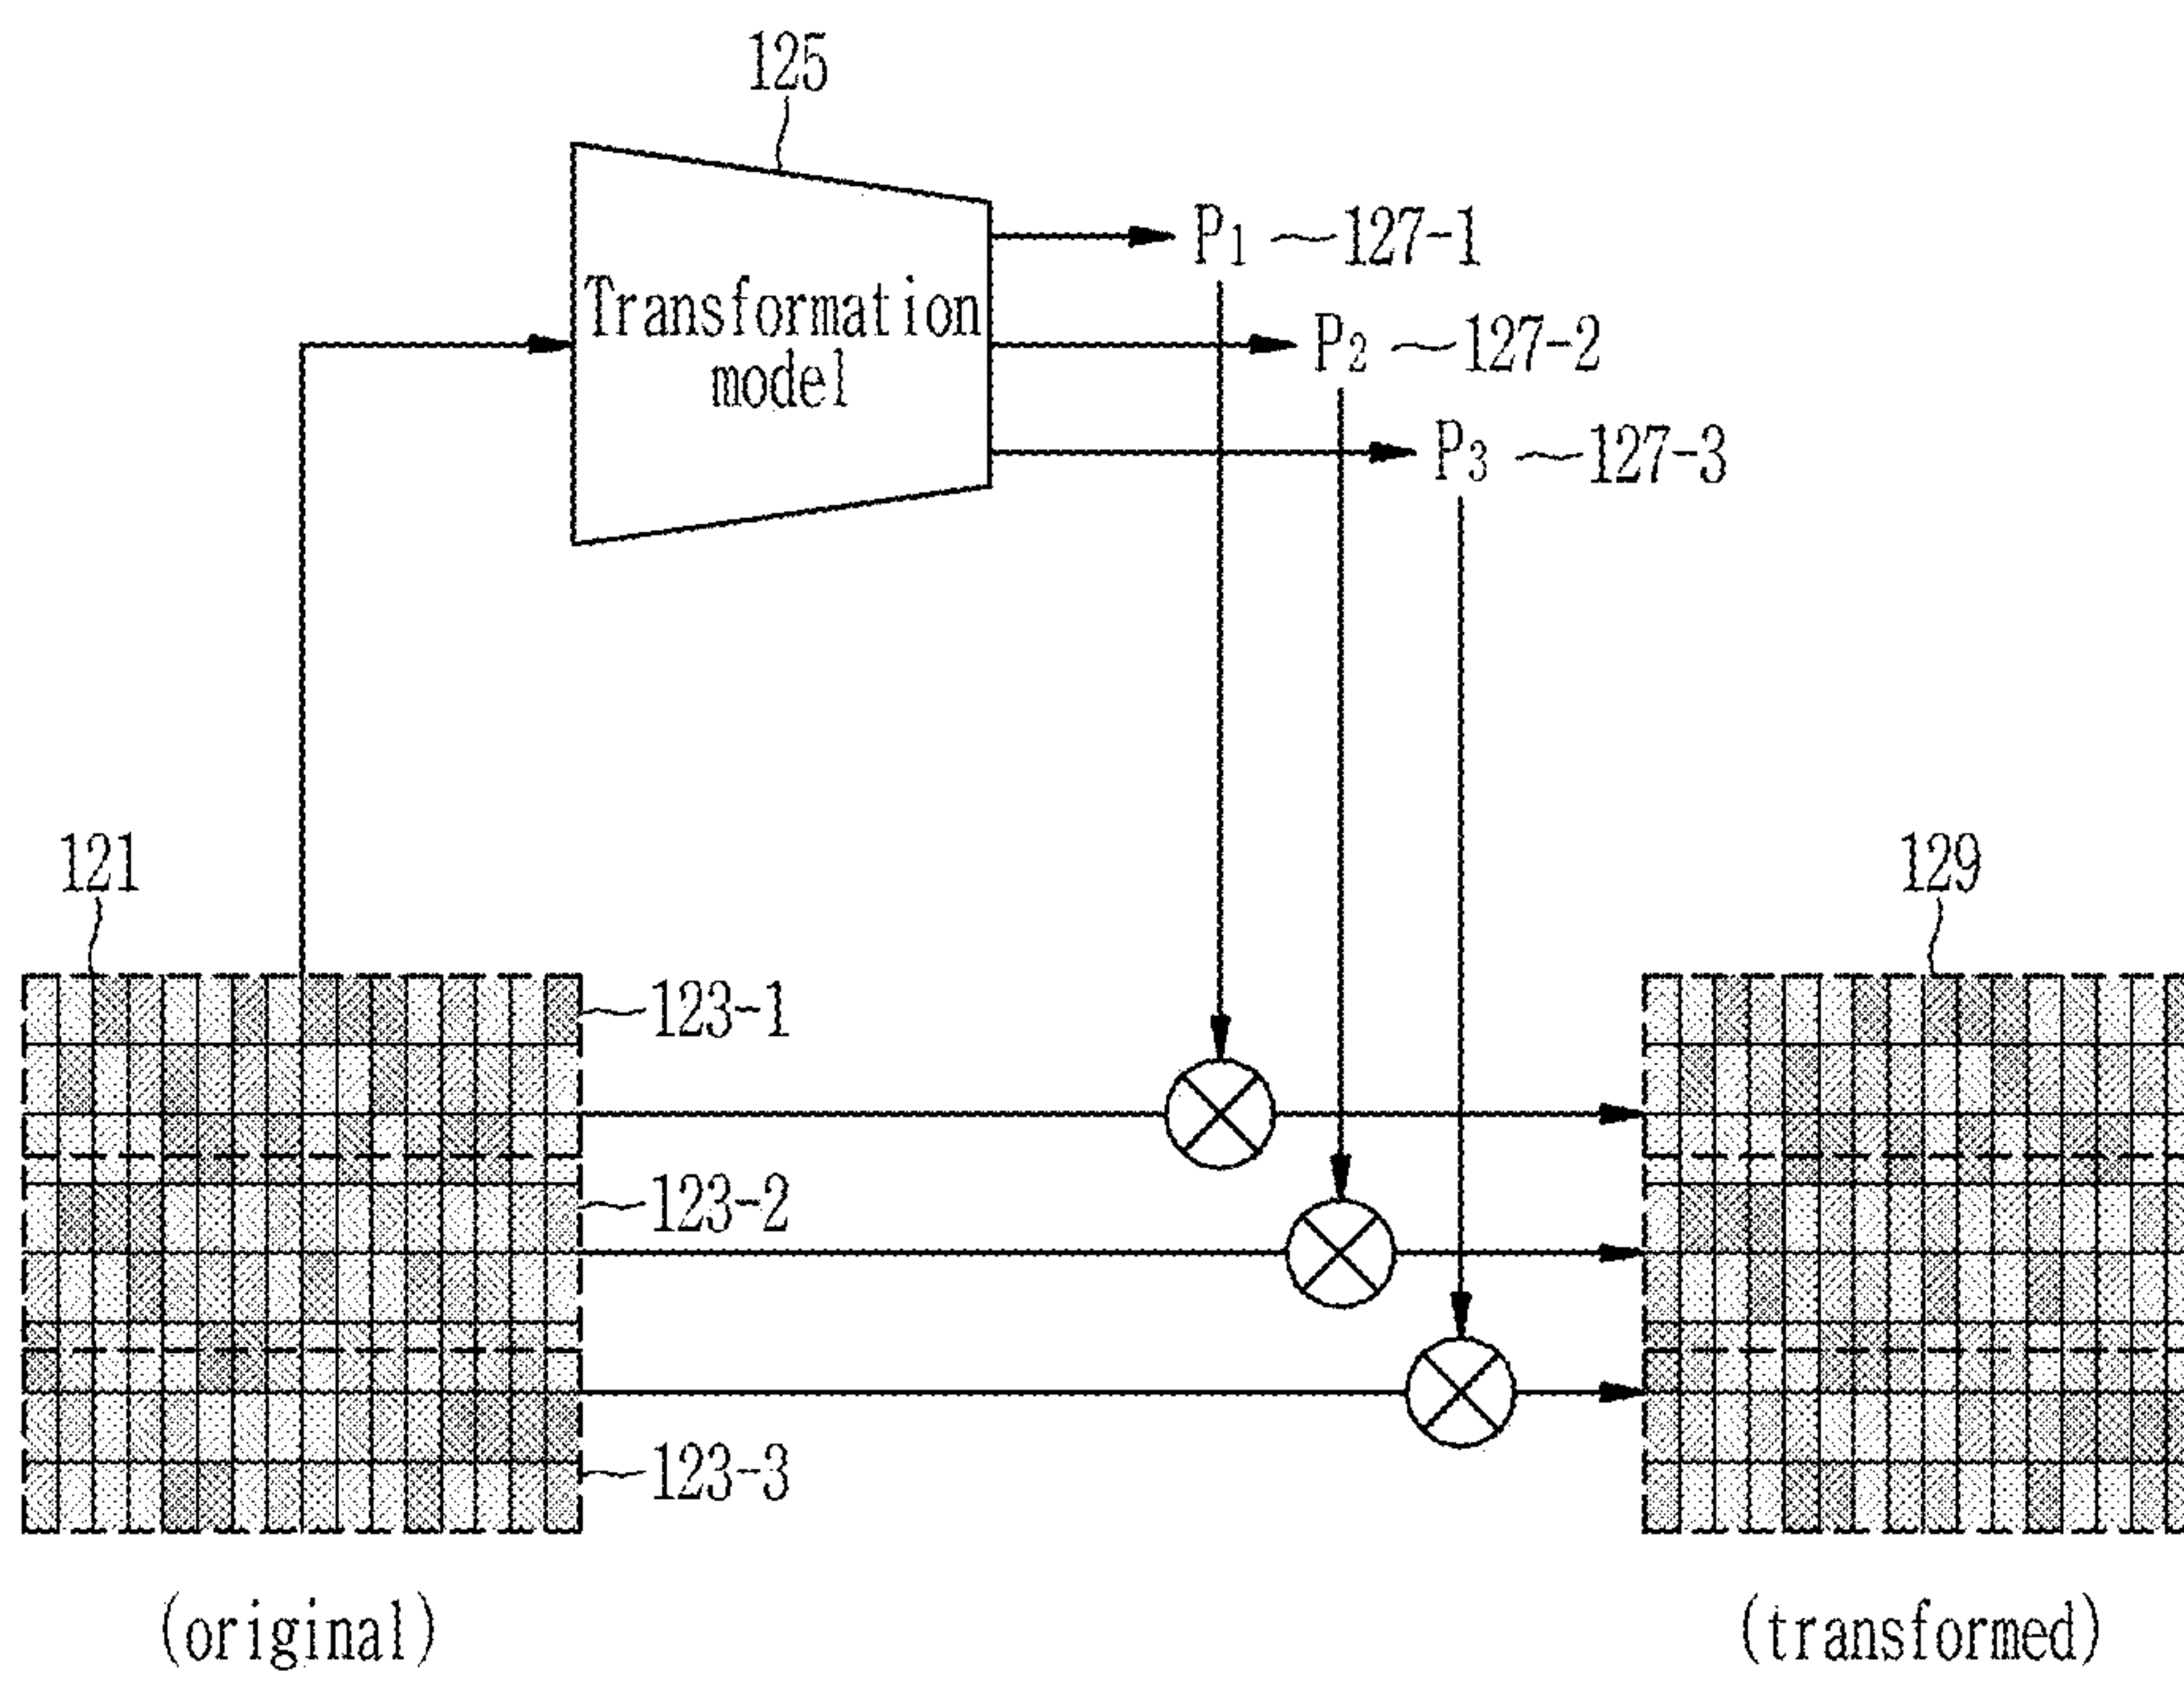 125
P1 127-1
Transformation
model
P2 127-2
P3 127-3
121
129
123-1
123-2
123-3
(original)
(transformed)